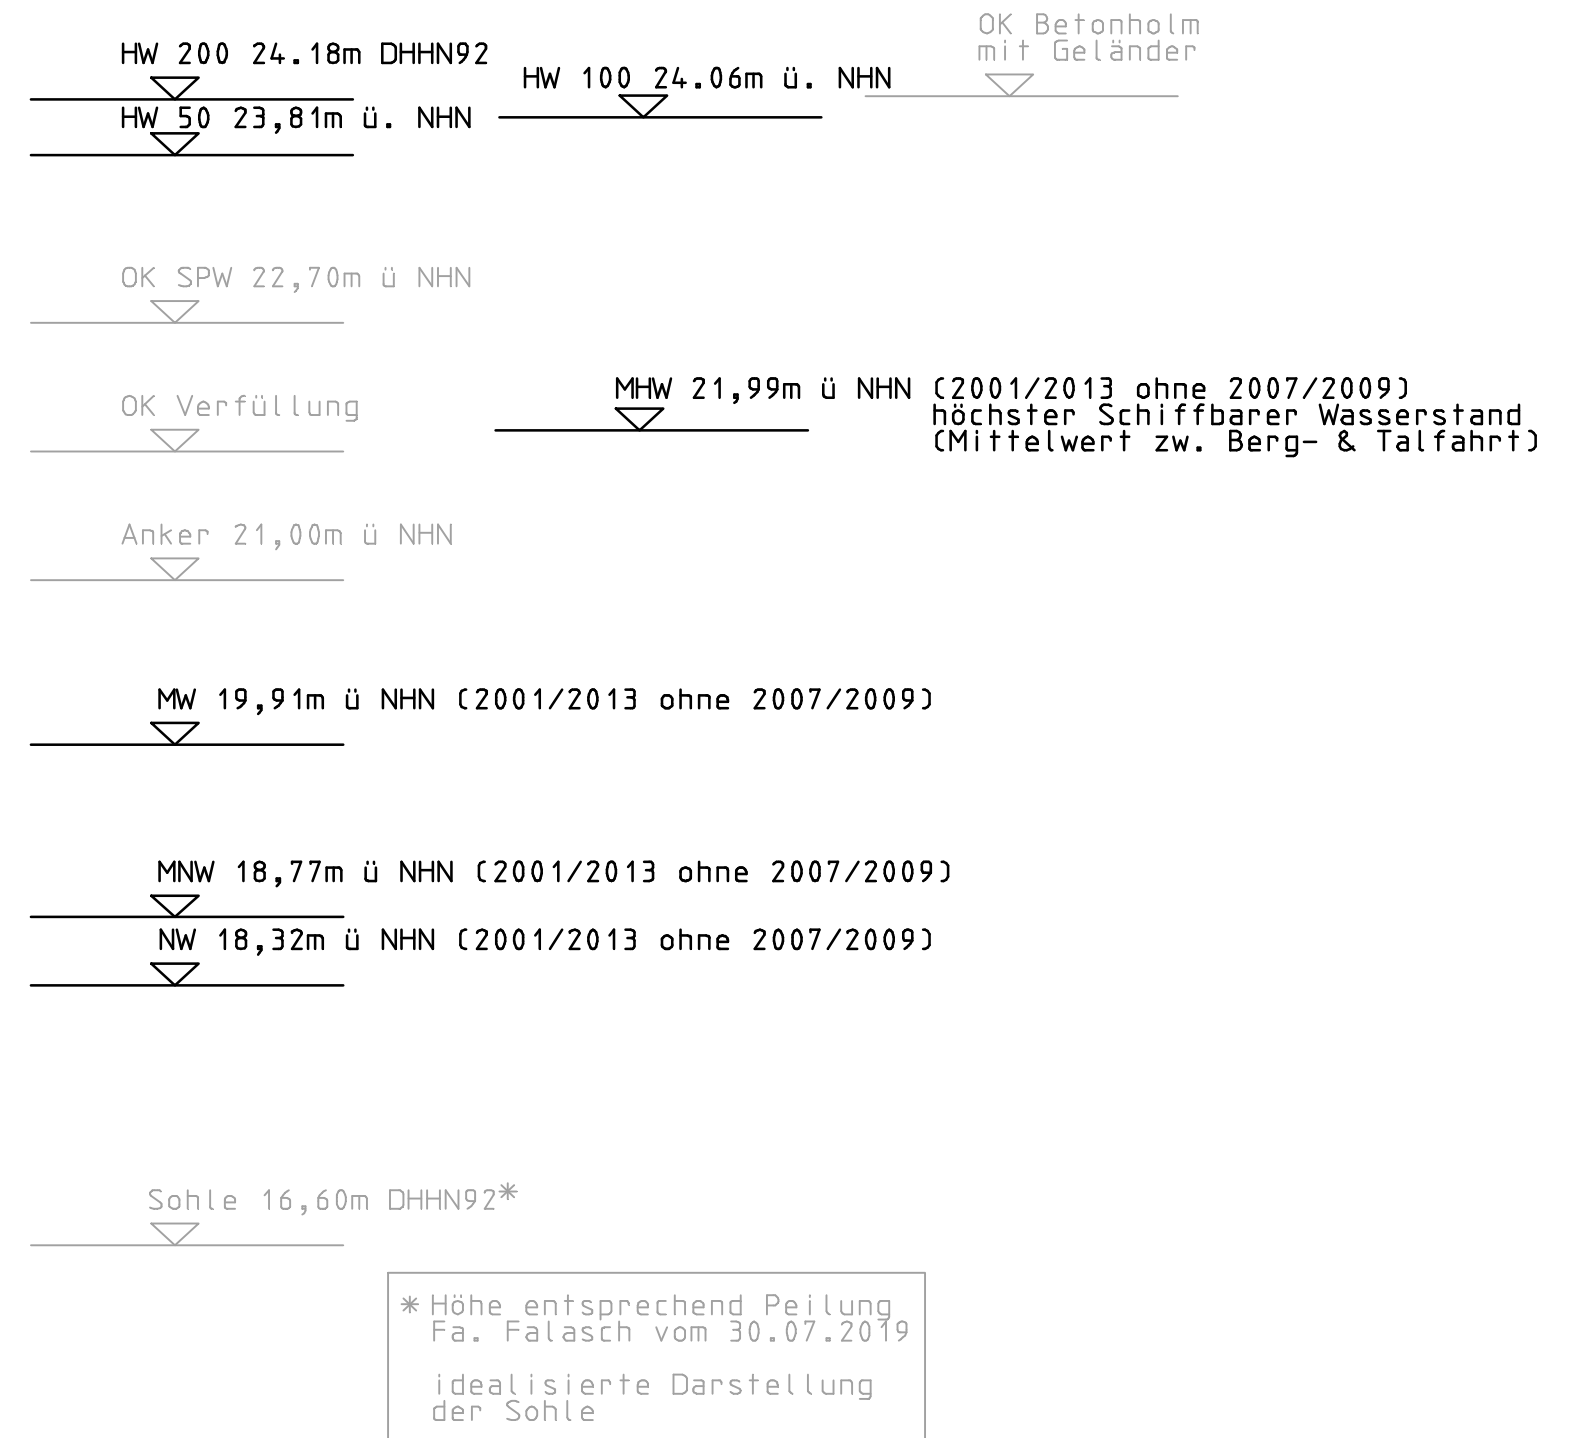 OK Betonholm
mit Geländer
HW 200 24.18m DHHN92
HW 100 24.06m ü. NHN
HW 50 23,81m ü. NHN
OK SPW 22,70m ü NHN
MHW 21,99m ü NHN (2001/2013 ohne 2007/2009)
höchster Schiffbarer Wasserstand
(Mittelwert zw. Berg- & Talfahrt)
OK Verfüllung
Anker 21,00m ü NHN
MW 19,91m ü NHN (2001/2013 ohne 2007/2009)
MNW 18,77m ü NHN (2001/2013 ohne 2007/2009)
NW 18,32m ü NHN (2001/2013 ohne 2007/2009)
Sohle 16,60m DHHN92*
* Höhe entsprechend Peilung
Fa. Falasch vom 30.07.2019
idealisierte Darstellung
der Sohle